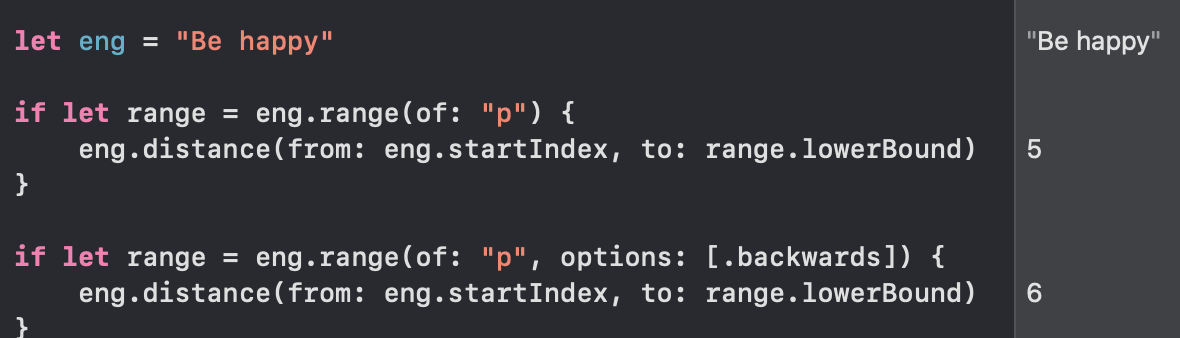 let eng = "Be happy" "Be happy"
if let range = eng.range(of: "p") {
    eng.distance(from: eng.startIndex, to: range.lowerBound) 5
}
if let range = eng.range(of: "p", options: [.backwards]) {
    eng.distance(from: eng.startIndex, to: range.lowerBound) 6
}